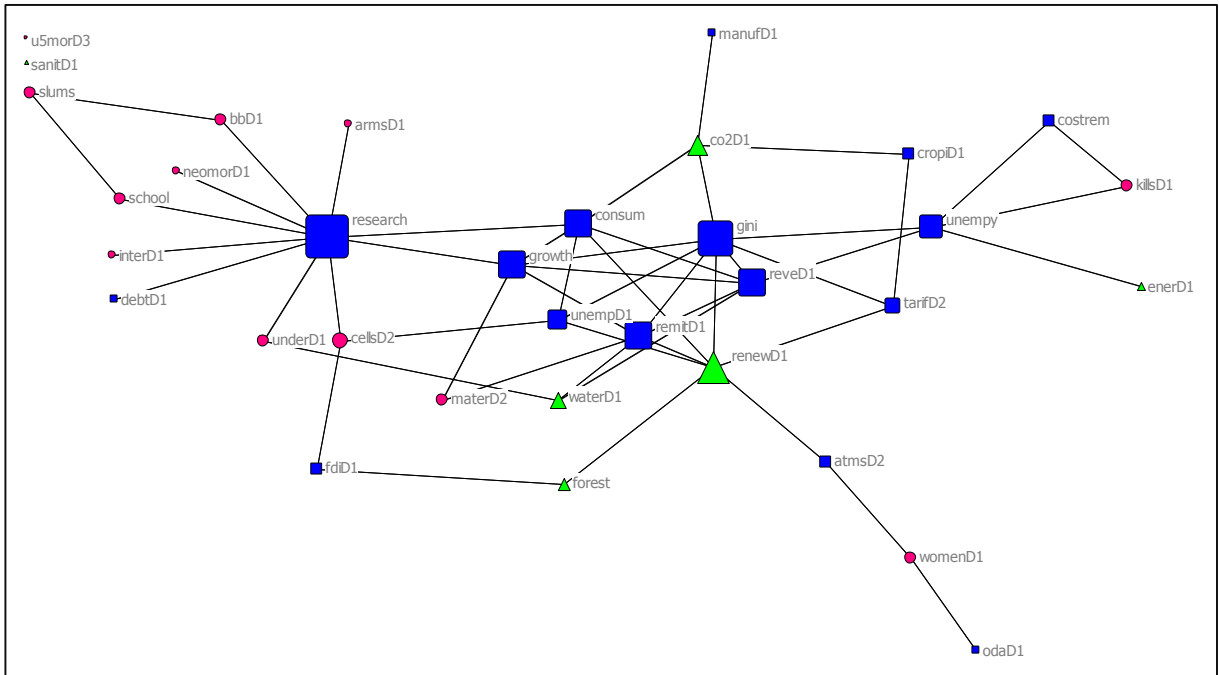 manufD1
u5morD3
sanitD1
slums
bbD1
armsD1
costrem
co2D1
cropiD1
neomorD1
killsD1
school
research
consum
gini
unempy
interD1
growth
reveD1
enerD1
debtD1
tarifD2
unempD1
remitD1
underD1
cellsD2
renewD1
materD2
waterD1
fdiD1
forest
atmsD2
womenD1
odaD1